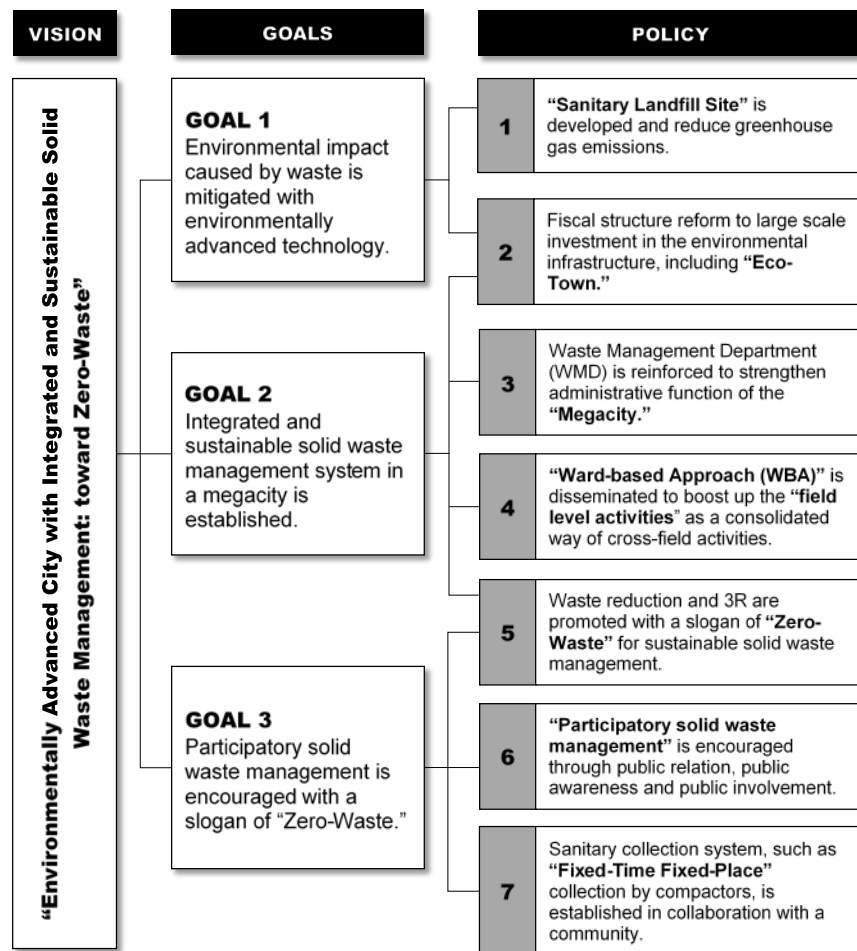 VISION
GOALS
POLICY
“Environmentally Advanced City with Integrated and Sustainable Solid
Waste Management: toward Zero-Waste”
GOAL 1
Environmental impact
caused by waste is
mitigated with
environmentally
advanced technology.
GOAL 2
Integrated and
sustainable solid waste
management system in
a megacity is
established.
GOAL 3
Participatory solid
waste management is
encouraged with a
slogan of “Zero-Waste.”
1
“Sanitary Landfill Site” is
developed and reduce greenhouse
gas emissions.
2
Fiscal structure reform to large scale
investment in the environmental
infrastructure, including “Eco-
Town.”
3
Waste Management Department
(WMD) is reinforced to strengthen
administrative function of the
“Megacity.”
4
“Ward-based Approach (WBA)” is
disseminated to boost up the “field
level activities” as a consolidated
way of cross-field activities.
5
Waste reduction and 3R are
promoted with a slogan of “Zero-
Waste” for sustainable solid waste
management.
6
“Participatory solid waste
management” is encouraged
through public relation, public
awareness and public involvement.
7
Sanitary collection system, such as
“Fixed-Time Fixed-Place”
collection by compactors, is
established in collaboration with a
community.